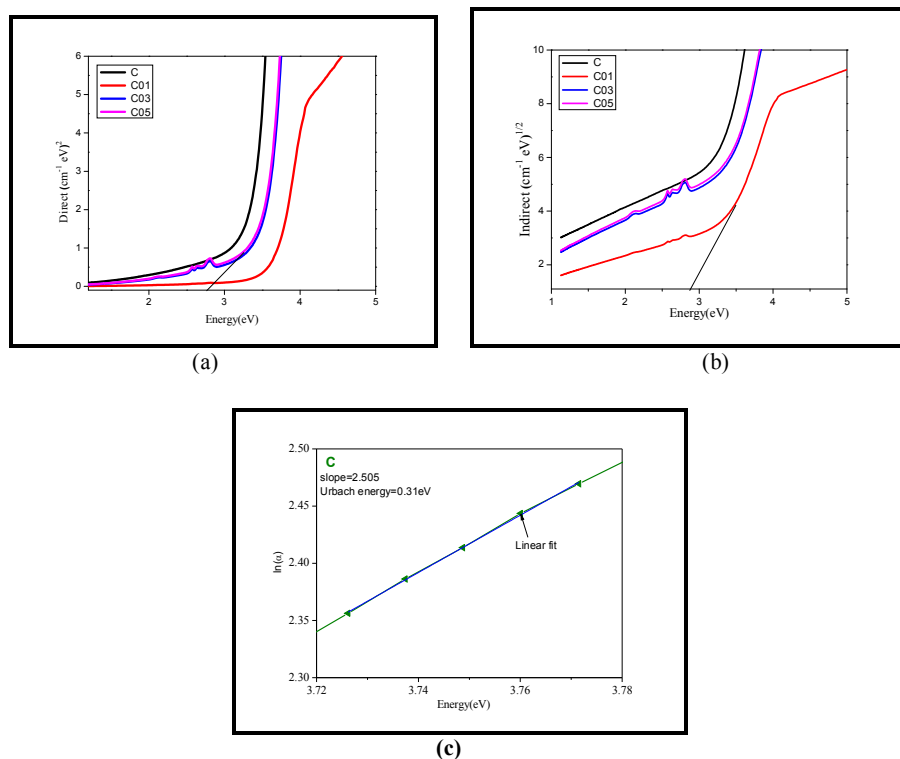 6
5
4
3
2
1
0
Direct (cm⁻¹ eV)²
C
C01
C03
C05
2 3 4 5
Energy(eV)
(a)
10
8
6
4
2
Indirect (cm⁻¹ eV)¹/²
C
C01
C03
C05
1 2 3 4 5
Energy(eV)
(b)
2.50
2.45
2.40
2.35
2.30
ln(α)
C
slope=2.505
Urbach energy=0.31eV
Linear fit
3.72 3.74 3.76 3.78
Energy(eV)
(c)